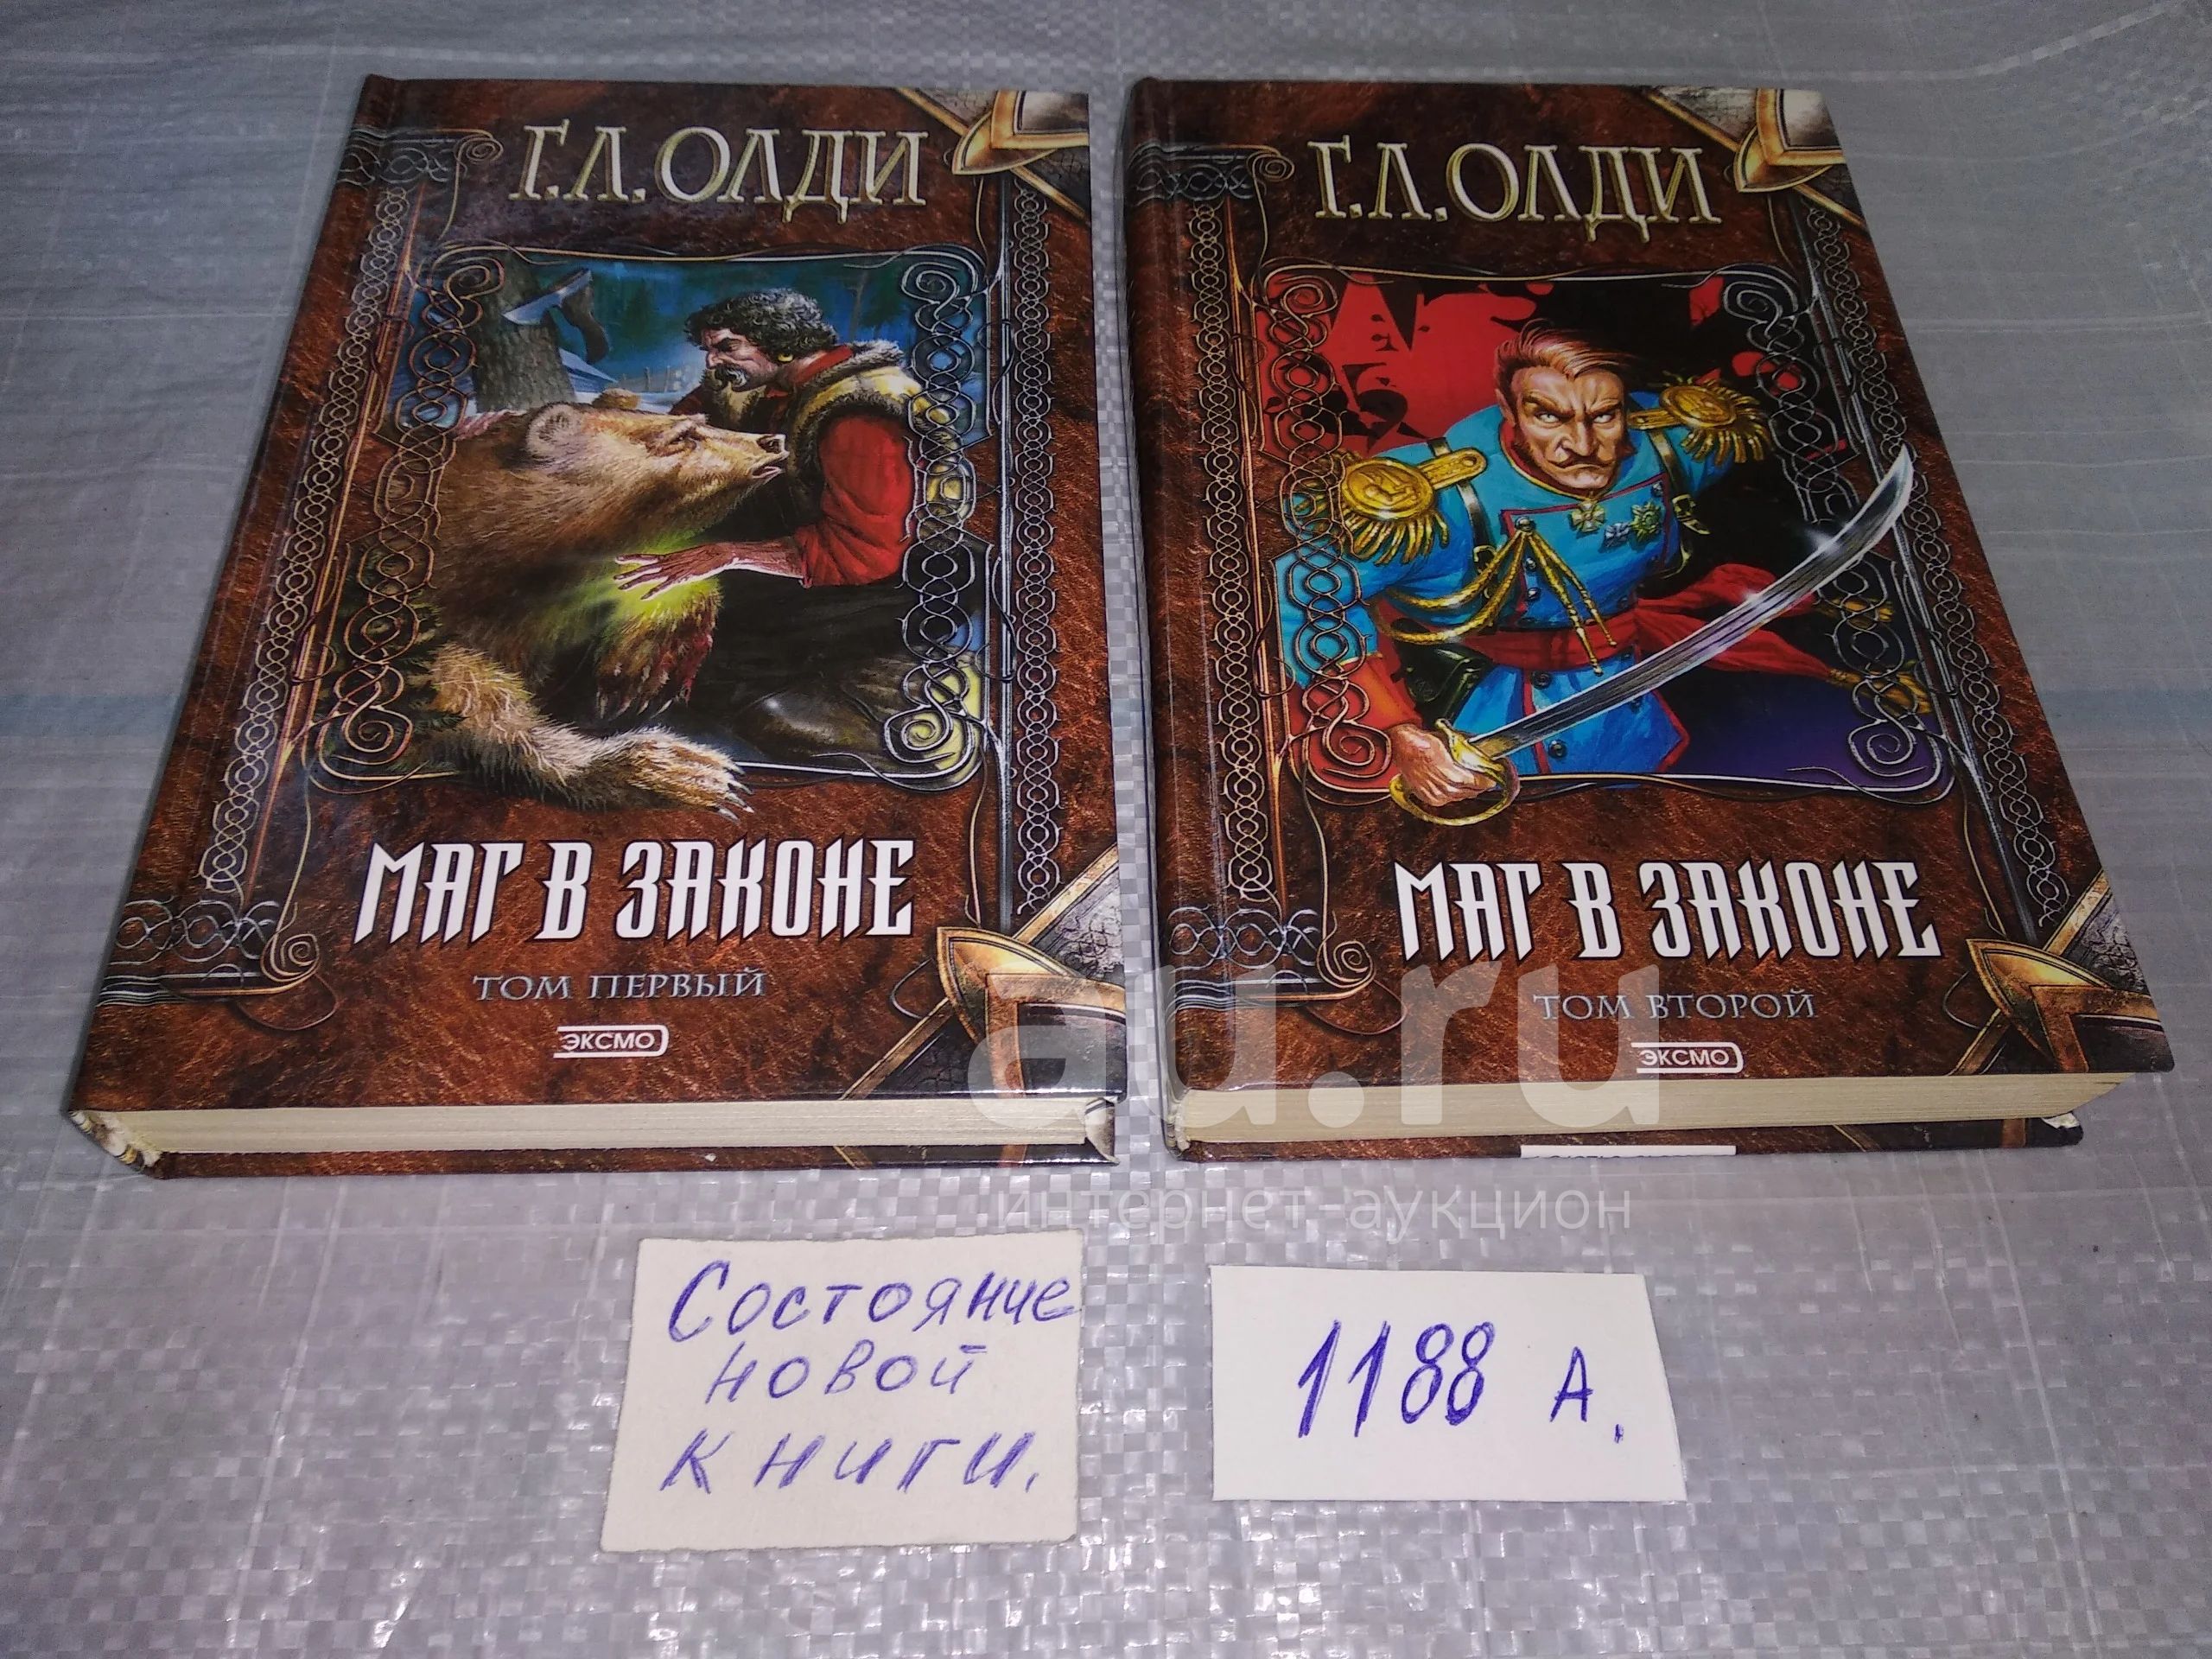 Г.Л.ОЛДИ
МАГ В ЗАКОНЕ
ТОМ ПЕРВЫЙ
ЭКСМО
Г.Л.ОЛДИ
МАГ В ЗАКОНЕ
ТОМ ВТОРОЙ
ЭКСМО
au.ru
интернет-аукцион
Состояние
новой
книги.
1188 А.